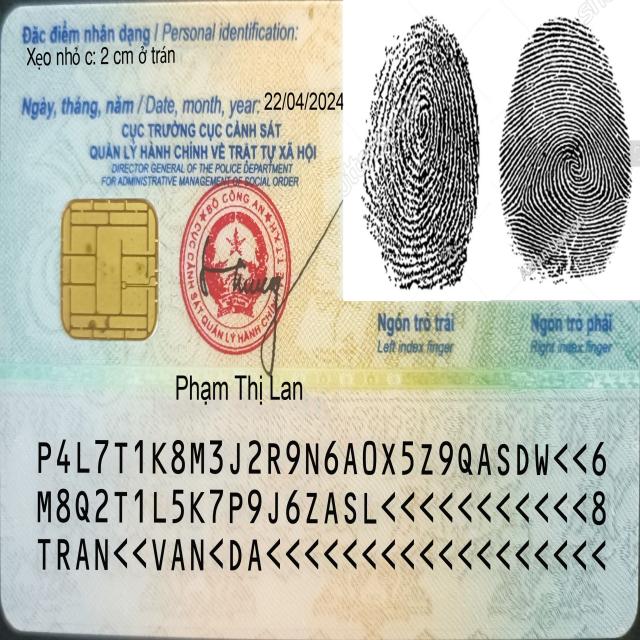 Đặc điểm nhân dạng / Personal identification:
Xẹo nhỏ c: 2 cm ở trán
Ngày, tháng, năm / Date, month, year: 22/04/2024
CỤC TRƯỞNG CỤC CẢNH SÁT
QUẢN LÝ HÀNH CHÍNH VỀ TRẬT TỰ XÃ HỘI
DIRECTOR GENERAL OF THE POLICE DEPARTMENT
FOR ADMINISTRATIVE MANAGEMENT OF SOCIAL ORDER
BỘ CÔNG AN
CỤC CẢNH SÁT QUẢN LÝ HÀNH CHÍNH
Ngón trỏ trái
Left index finger
Ngón trỏ phải
Right index finger
Phạm Thị Lan
P4L7T1K8M3J2R9N6A0X5Z9QASDW<<6
M8Q2T1L5K7P9J6ZASL<<<<<<<<<<<8
TRAN<<VAN<DA<<<<<<<<<<<<<<<<<<